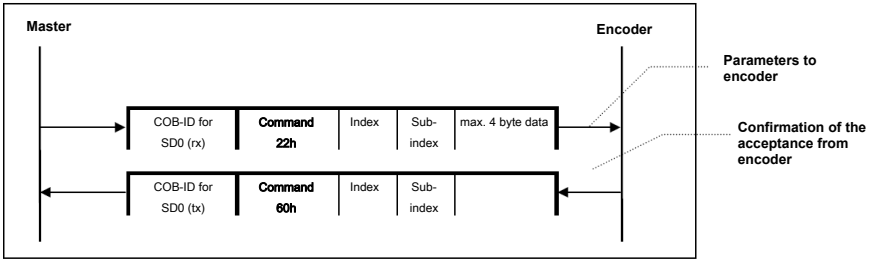 Master
Encoder
Parameters to
encoder
COB-ID for
SD0 (rx)
Command
22h
Index
Sub-
index
max. 4 byte data
Confirmation of the
acceptance from
encoder
COB-ID for
SD0 (tx)
Command
60h
Index
Sub-
index